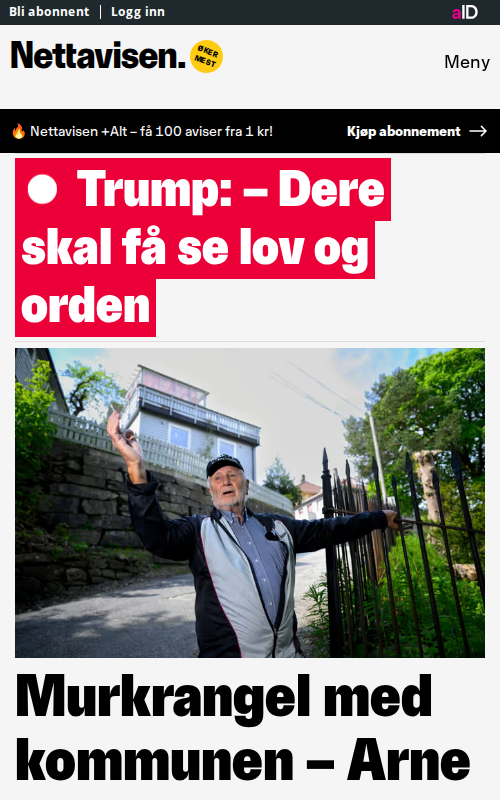 Bli abonnent | Logg inn
aID
Nettavisen.
ØKER
MEST
Meny
🔥 Nettavisen +Alt – få 100 aviser fra 1 kr!
Kjøp abonnement →
Trump: – Dere
skal få se lov og
orden
Murkrangel med
kommunen – Arne